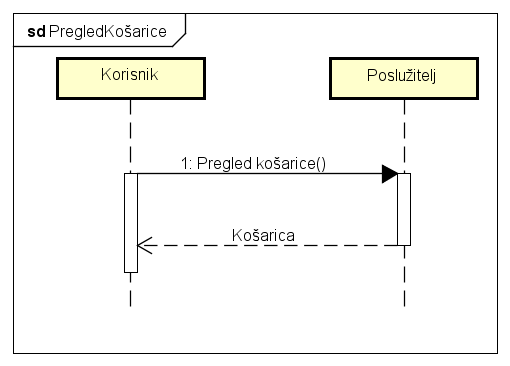 sd PregledKošarice
Korisnik
Poslužitelj
1: Pregled košarice()
Košarica